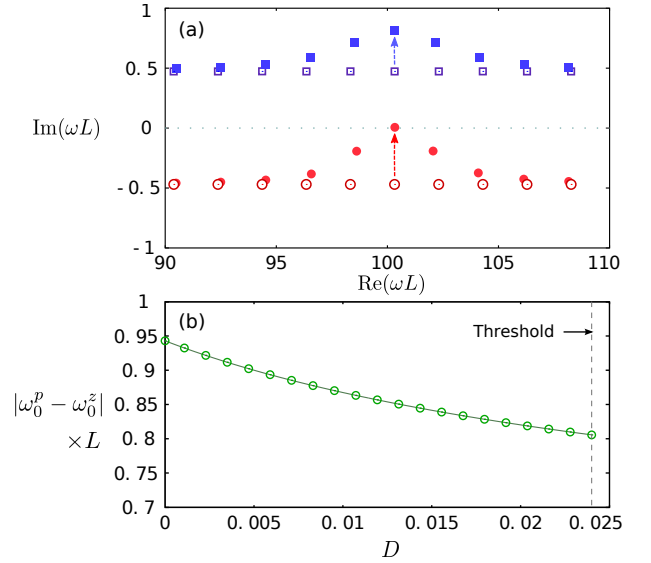 (a)
1
0.5
0
-0.5
-1
Im(ωL)
90 95 100 105 110
Re(ωL)
(b)
1
0.95
0.9
0.85
0.8
0.75
0.7
Threshold
|ω₀ᵖ − ω₀ᶻ|
×L
0 0.005 0.01 0.015 0.02 0.025
D